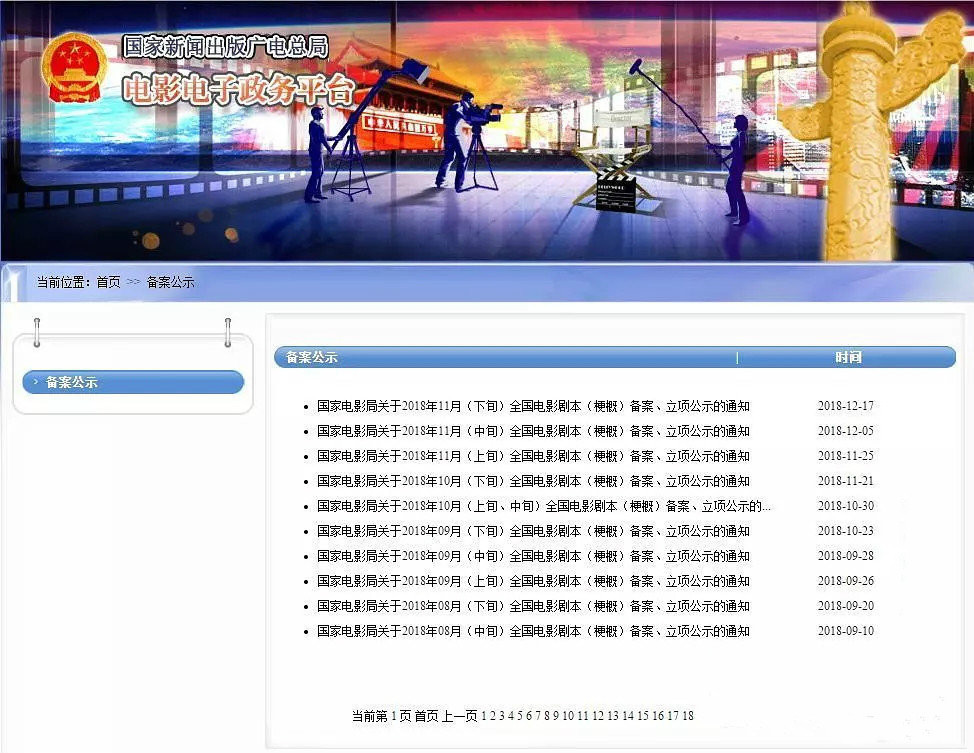 国家新闻出版广电总局
电影电子政务平台
当前位置：首页 >> 备案公示
备案公示
备案公示 | 时间
国家电影局关于2018年11月（下旬）全国电影剧本（梗概）备案、立项公示的通知 2018-12-17
国家电影局关于2018年11月（中旬）全国电影剧本（梗概）备案、立项公示的通知 2018-12-05
国家电影局关于2018年11月（上旬）全国电影剧本（梗概）备案、立项公示的通知 2018-11-25
国家电影局关于2018年10月（下旬）全国电影剧本（梗概）备案、立项公示的通知 2018-11-21
国家电影局关于2018年10月（上旬、中旬）全国电影剧本（梗概）备案、立项公示的... 2018-10-30
国家电影局关于2018年09月（下旬）全国电影剧本（梗概）备案、立项公示的通知 2018-10-23
国家电影局关于2018年09月（中旬）全国电影剧本（梗概）备案、立项公示的通知 2018-09-28
国家电影局关于2018年09月（上旬）全国电影剧本（梗概）备案、立项公示的通知 2018-09-26
国家电影局关于2018年08月（下旬）全国电影剧本（梗概）备案、立项公示的通知 2018-09-20
国家电影局关于2018年08月（中旬）全国电影剧本（梗概）备案、立项公示的通知 2018-09-10
当前第 1 页 首页 上一页 1 2 3 4 5 6 7 8 9 10 11 12 13 14 15 16 17 18